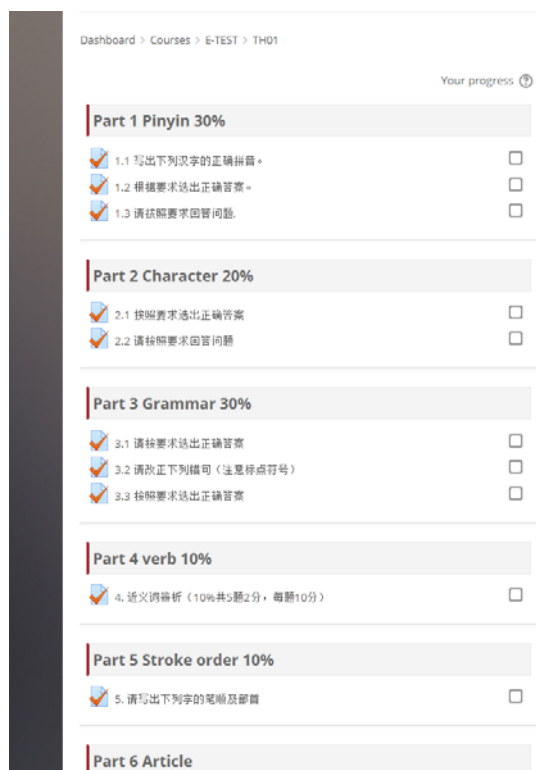 Dashboard > Courses > E-TEST > TH01
Your progress
Part 1 Pinyin 30%
1.1 写出下列汉字的正确拼音。
1.2 根据要求选出正确答案。
1.3 请按照要求回答问题.
Part 2 Character 20%
2.1 按照要求选出正确答案
2.2 请按照要求回答问题
Part 3 Grammar 30%
3.1 请按要求选出正确答案
3.2 请改正下列错句（注意标点符号）
3.3 按照要求选出正确答案
Part 4 verb 10%
4. 近义词辨析（10%共5题2分，每题10分）
Part 5 Stroke order 10%
5. 请写出下列字的笔顺及部首
Part 6 Article